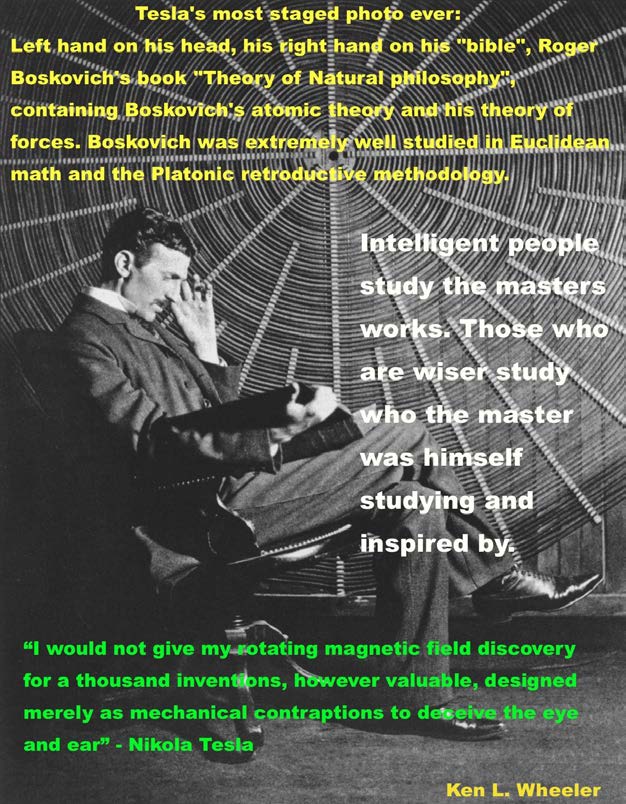 Tesla's most staged photo ever:
Left hand on his head, his right hand on his "bible", Roger
Boskovich's book "Theory of Natural philosophy",
containing Boskovich's atomic theory and his theory of
forces. Boskovich was extremely well studied in Euclidean
math and the Platonic retroductive methodology.
Intelligent people
study the masters
works. Those who
are wiser study
who the master
was himself
studying and
inspired by.
“I would not give my rotating magnetic field discovery
for a thousand inventions, however valuable, designed
merely as mechanical contraptions to deceive the eye
and ear” - Nikola Tesla
Ken L. Wheeler